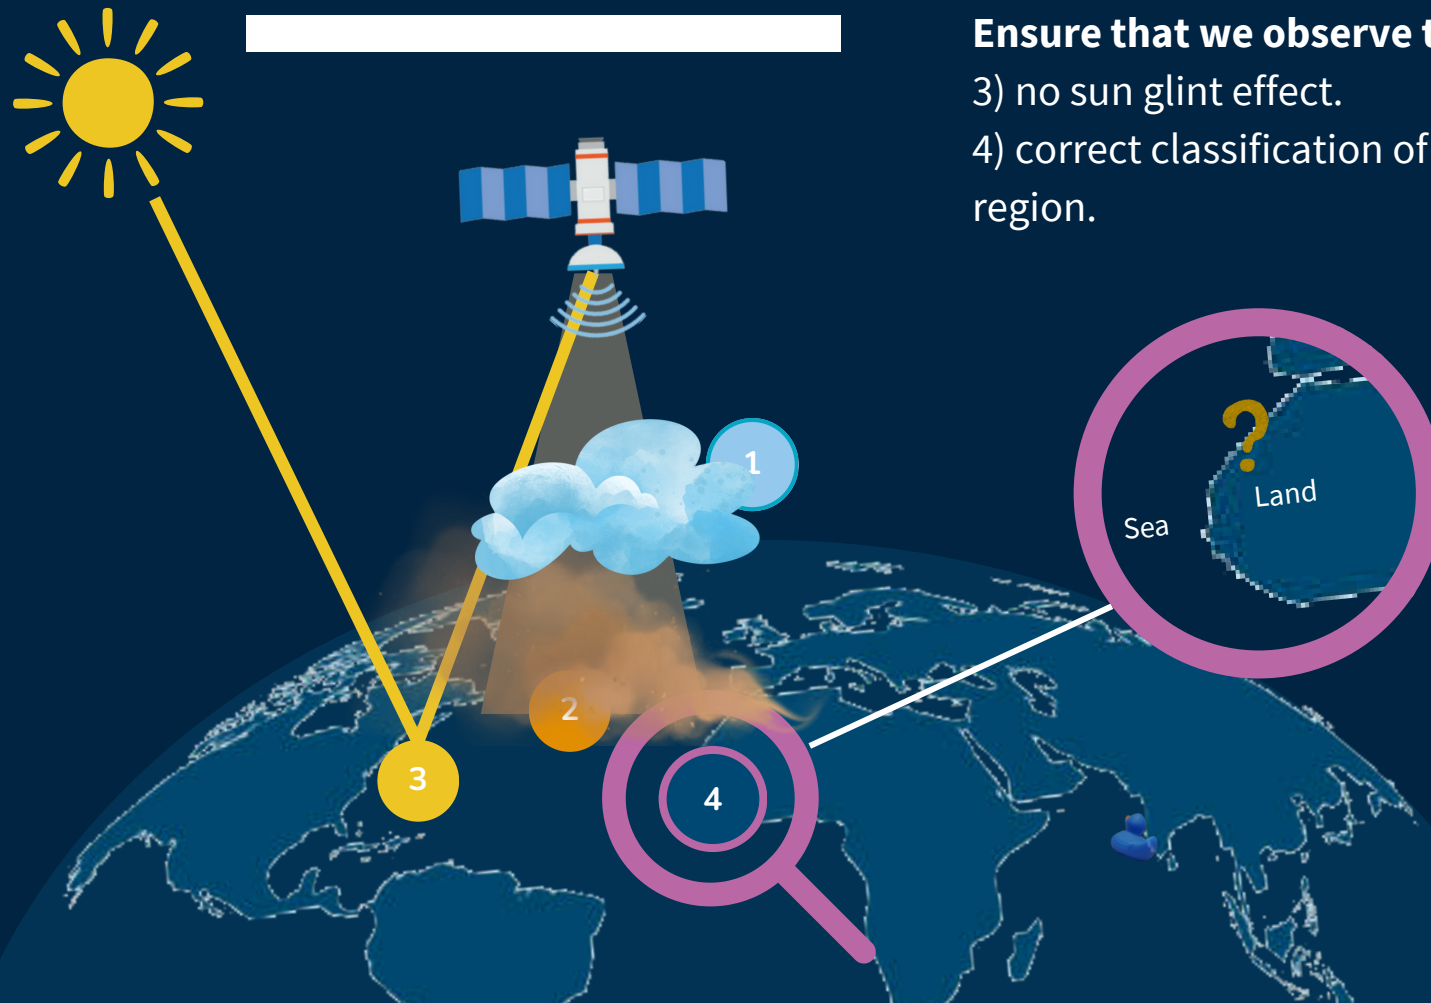 Ensure that we observe t
3) no sun glint effect.
4) correct classification of
region.
1
?
Land
Sea
2
3
4